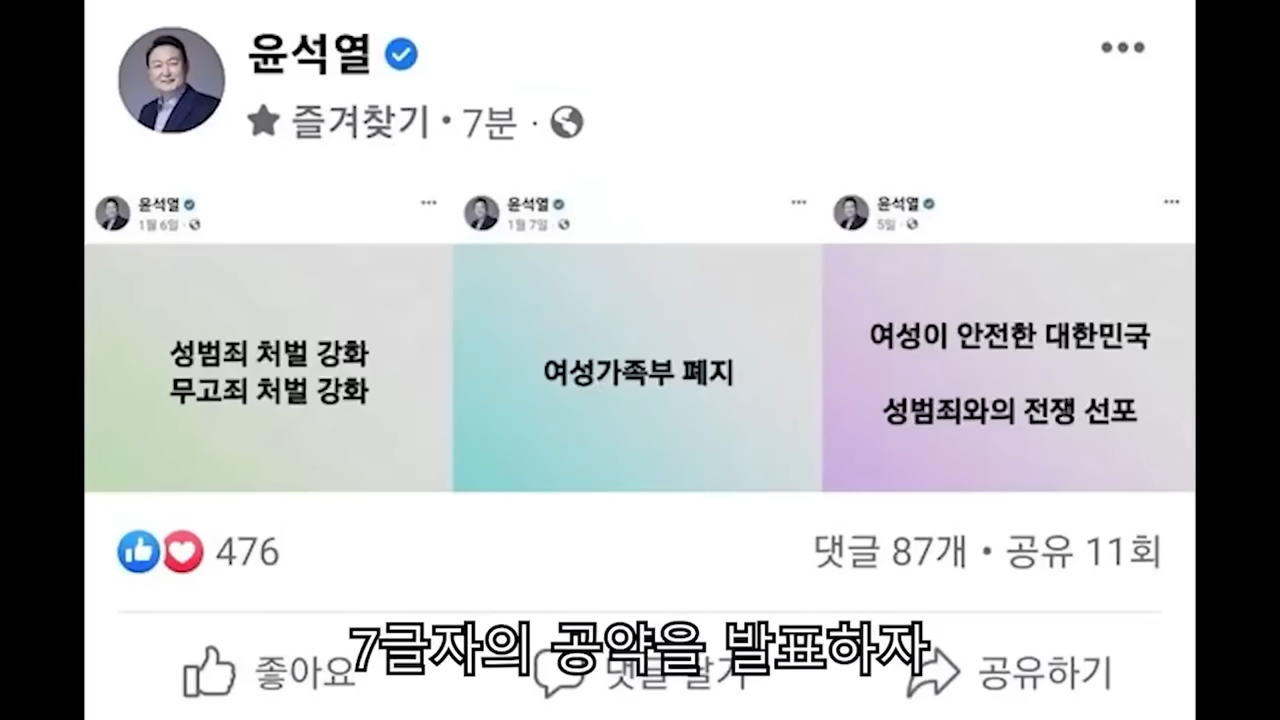 윤석열
즐겨찾기 • 7분 ·
윤석열
1월 6일 ·
성범죄 처벌 강화
무고죄 처벌 강화
윤석열
1월 7일 ·
여성가족부 폐지
윤석열
5일 ·
여성이 안전한 대한민국
성범죄와의 전쟁 선포
476
댓글 87개 • 공유 11회
좋아요
댓글 달기
공유하기
7글자의 공약을 발표하자